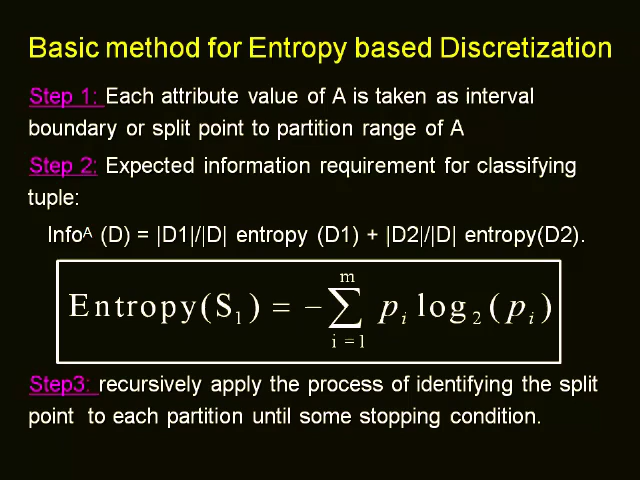 Basic method for Entropy based Discretization
Step 1: Each attribute value of A is taken as interval
boundary or split point to partition range of A
Step 2: Expected information requirement for classifying
tuple:
Infoᴬ (D) = |D1|/|D| entropy (D1) + |D2|/|D| entropy(D2).
Entropy(S₁) = −∑ᵢ₌₁ᵐ pᵢ log₂(pᵢ)
Step3: recursively apply the process of identifying the split
point to each partition until some stopping condition.